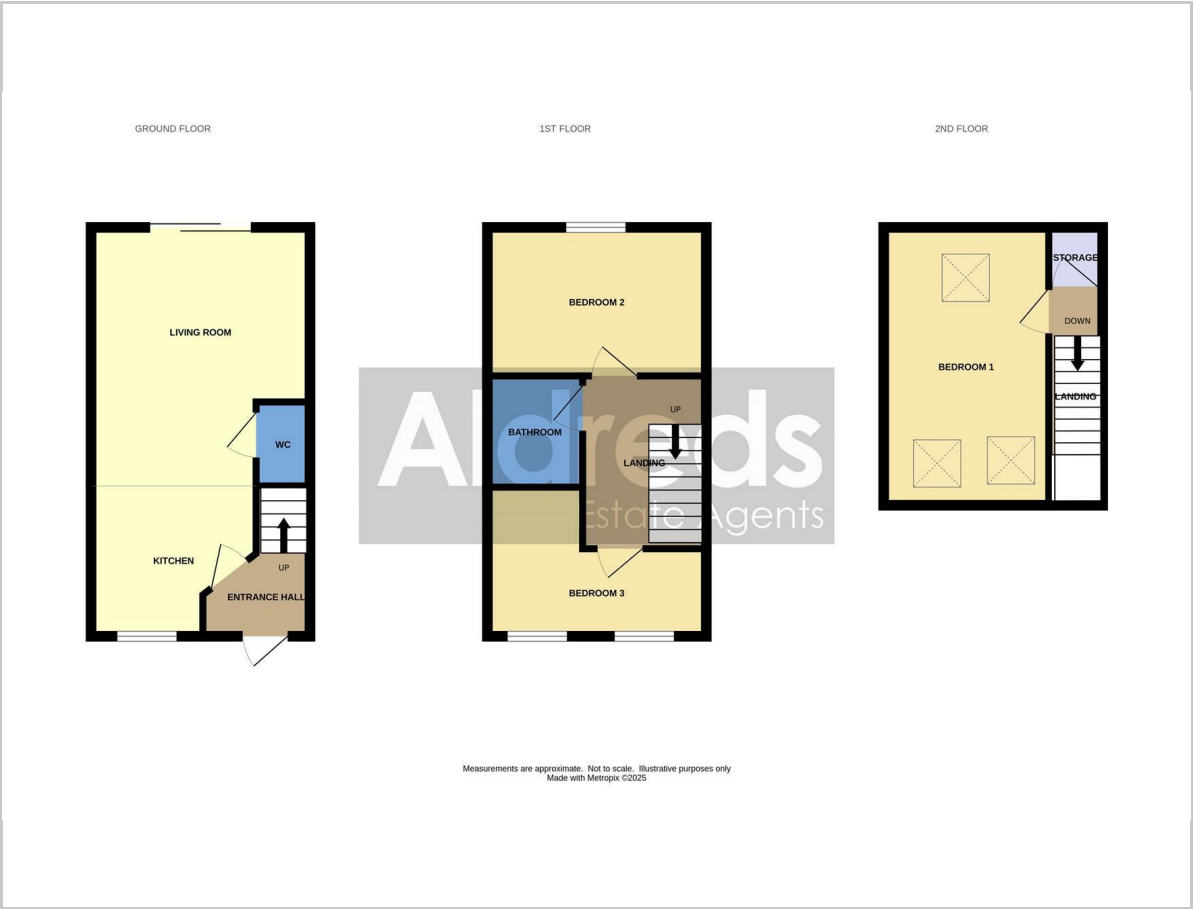 GROUND FLOOR
1ST FLOOR
2ND FLOOR
LIVING ROOM
WC
KITCHEN
UP
ENTRANCE HALL
BEDROOM 2
BATHROOM
UP
LANDING
BEDROOM 3
STORAGE
DOWN
BEDROOM 1
LANDING
Aldreds
Estate Agents
Measurements are approximate. Not to scale. Illustrative purposes only
Made with Metropix ©2025